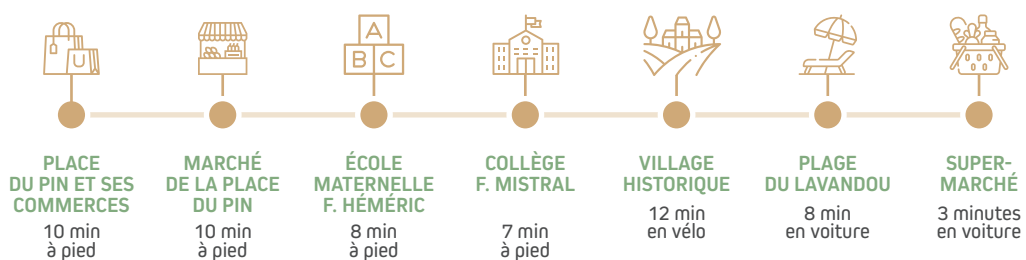 U
A
B C
PLACE
DU PIN ET SES
COMMERCES
10 min
à pied
MARCHÉ
DE LA PLACE
DU PIN
10 min
à pied
ÉCOLE
MATERNELLE
F. HÉMÉRIC
8 min
à pied
COLLÈGE
F. MISTRAL
7 min
à pied
VILLAGE
HISTORIQUE
12 min
en vélo
PLAGE
DU LAVANDOU
8 min
en voiture
SUPER-
MARCHÉ
3 minutes
en voiture